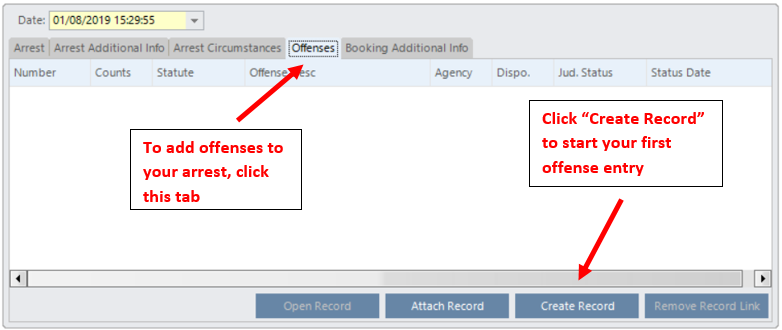 Date: 01/08/2019 15:29:55
Arrest Arrest Additional Info Arrest Circumstances Offenses Booking Additional Info
Number Counts Statute Offense esc Agency Dispo. Jud. Status Status Date
To add offenses to
your arrest, click
this tab
Click “Create Record”
to start your first
offense entry
Open Record Attach Record Create Record Remove Record Link